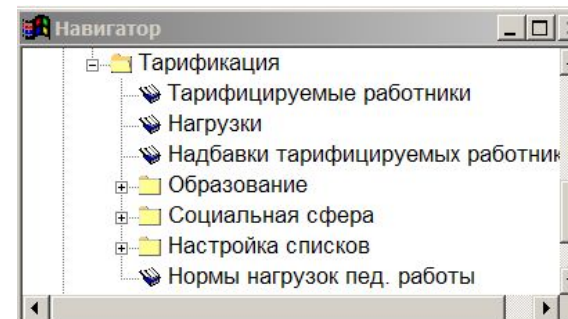 Навигатор
Тарификация
Тарифицируемые работники
Нагрузки
Надбавки тарифицируемых работник
Образование
Социальная сфера
Настройка списков
Нормы нагрузок пед. работы